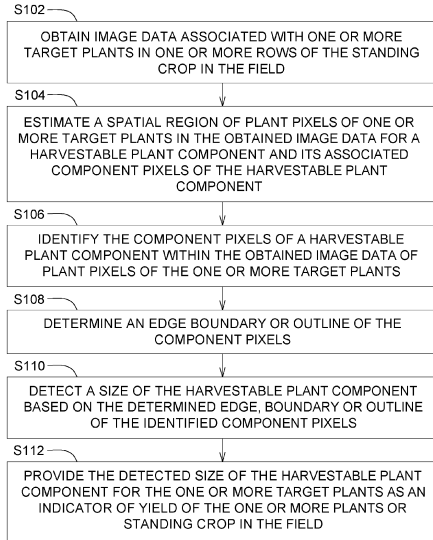 S102
OBTAIN IMAGE DATA ASSOCIATED WITH ONE OR MORE
TARGET PLANTS IN ONE OR MORE ROWS OF THE STANDING
CROP IN THE FIELD
S104
ESTIMATE A SPATIAL REGION OF PLANT PIXELS OF ONE OR
MORE TARGET PLANTS IN THE OBTAINED IMAGE DATA FOR
A HARVESTABLE PLANT COMPONENT AND ITS ASSOCIATED
COMPONENT PIXELS OF THE HARVESTABLE PLANT
COMPONENT
S106
IDENTIFY THE COMPONENT PIXELS OF A HARVESTABLE
PLANT COMPONENT WITHIN THE OBTAINED IMAGE DATA OF
PLANT PIXELS OF THE ONE OR MORE TARGET PLANTS
S108
DETERMINE AN EDGE BOUNDARY OR OUTLINE OF THE
COMPONENT PIXELS
S110
DETECT A SIZE OF THE HARVESTABLE PLANT COMPONENT
BASED ON THE DETERMINED EDGE, BOUNDARY OR OUTLINE
OF THE IDENTIFIED COMPONENT PIXELS
S112
PROVIDE THE DETECTED SIZE OF THE HARVESTABLE PLANT
COMPONENT FOR THE ONE OR MORE TARGET PLANTS AS AN
INDICATOR OF YIELD OF THE ONE OR MORE PLANTS OR
STANDING CROP IN THE FIELD